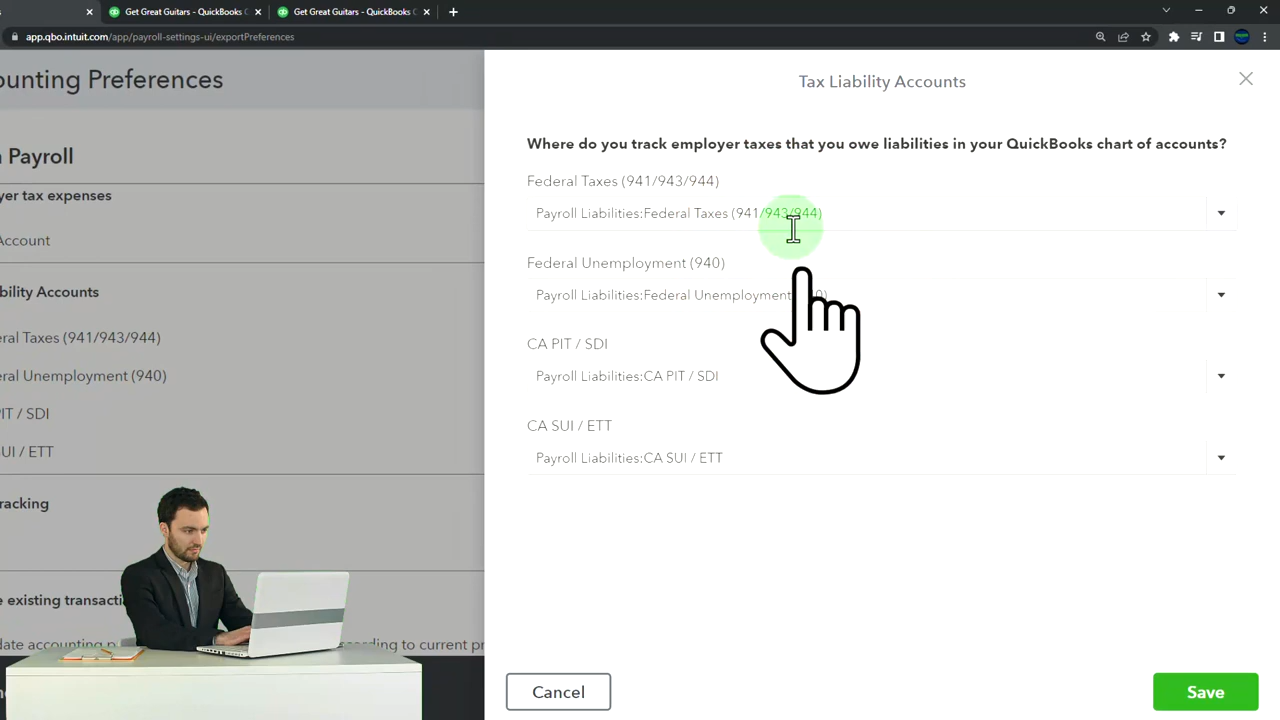 Get Great Guitars - QuickBooks C
Get Great Guitars - QuickBooks C
app.qbo.intuit.com/app/payroll-settings-ui/exportPreferences
ounting Preferences
Payroll
yer tax expenses
Account
bility Accounts
eral Taxes (941/943/944)
eral Unemployment (940)
PIT / SDI
UI / ETT
racking
e existing transacti
date accounting p
ccording to current pr
Tax Liability Accounts
Where do you track employer taxes that you owe liabilities in your QuickBooks chart of accounts?
Federal Taxes (941/943/944)
Payroll Liabilities:Federal Taxes (941/943/944)
Federal Unemployment (940)
Payroll Liabilities:Federal Unemployment 0)
CA PIT / SDI
Payroll Liabilities:CA PIT / SDI
CA SUI / ETT
Payroll Liabilities:CA SUI / ETT
Cancel
Save